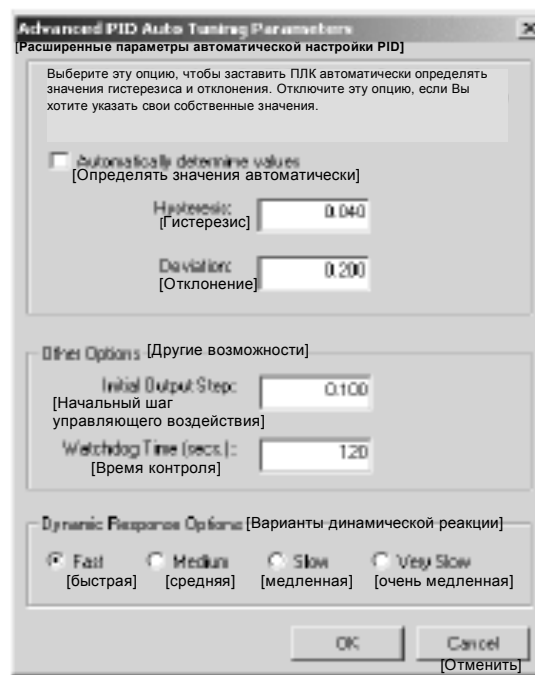 Advanced PID Auto Tuning Parameters
[Расширенные параметры автоматической настройки PID]
Выберите эту опцию, чтобы заставить ПЛК автоматически определять
значения гистерезиса и отклонения. Отключите эту опцию, если Вы
хотите указать свои собственные значения.
Automatically determine values
[Определять значения автоматически]
Hysteresis: 0.040
[Гистерезис]
Deviation: 0.200
[Отклонение]
Other Options [Другие возможности]
Initial Output Step: 0.100
[Начальный шаг
управляющего воздействия]
Watchdog Time (secs.): 120
[Время контроля]
Dynamic Response Options [Варианты динамической реакции]
Fast Medium Slow Very Slow
[быстрая] [средняя] [медленная] [очень медленная]
OK Cancel
[Отменить]